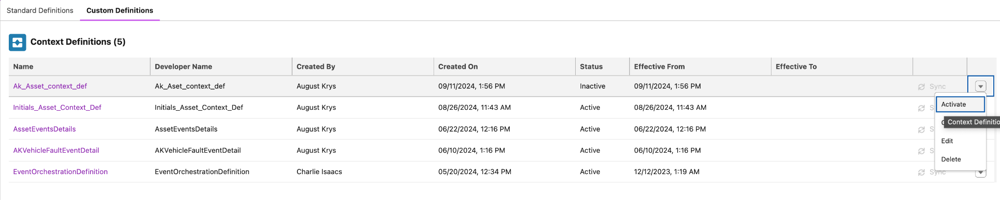 Standard Definitions Custom Definitions
Context Definitions (5)
Name Developer Name Created By Created On Status Effective From Effective To
Ak_Asset_context_def Ak_Aset_context_def August Krys 09/11/2024, 1:56 PM Inactive 09/11/2024, 1:56 PM Sync
Activate
Initials_Asset_Context_Def Initials_Asset_Context_Def August Krys 08/26/2024, 11:43 AM Active 08/26/2024, 11:43 AM
Context Definitio
AssetEventsDetails AssetEventsDetails August Krys 06/22/2024, 12:16 PM Active 06/22/2024, 12:16 PM
Edit
AKVehicleFaultEventDetail AKVehicleFaultEventDetail August Krys 06/10/2024, 1:16 PM Active 06/10/2024, 1:16 PM
Delete
EventOrchestrationDefinition EventOrchestrationDefinition Charlie Isaacs 05/20/2024, 12:34 PM Active 12/12/2023, 1:19 AM Sync